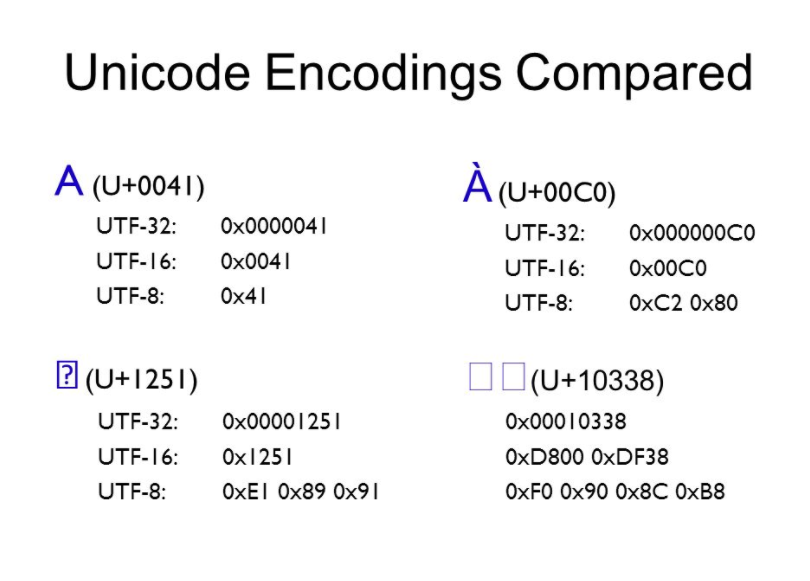 Unicode Encodings Compared
A (U+0041)
UTF-32: 0x0000041
UTF-16: 0x0041
UTF-8: 0x41
À (U+00C0)
UTF-32: 0x000000C0
UTF-16: 0x00C0
UTF-8: 0xC2 0x80
⍰ (U+1251)
UTF-32: 0x00001251
UTF-16: 0x1251
UTF-8: 0xE1 0x89 0x91
□ □ (U+10338)
0x00010338
0xD800 0xDF38
0xF0 0x90 0x8C 0xB8